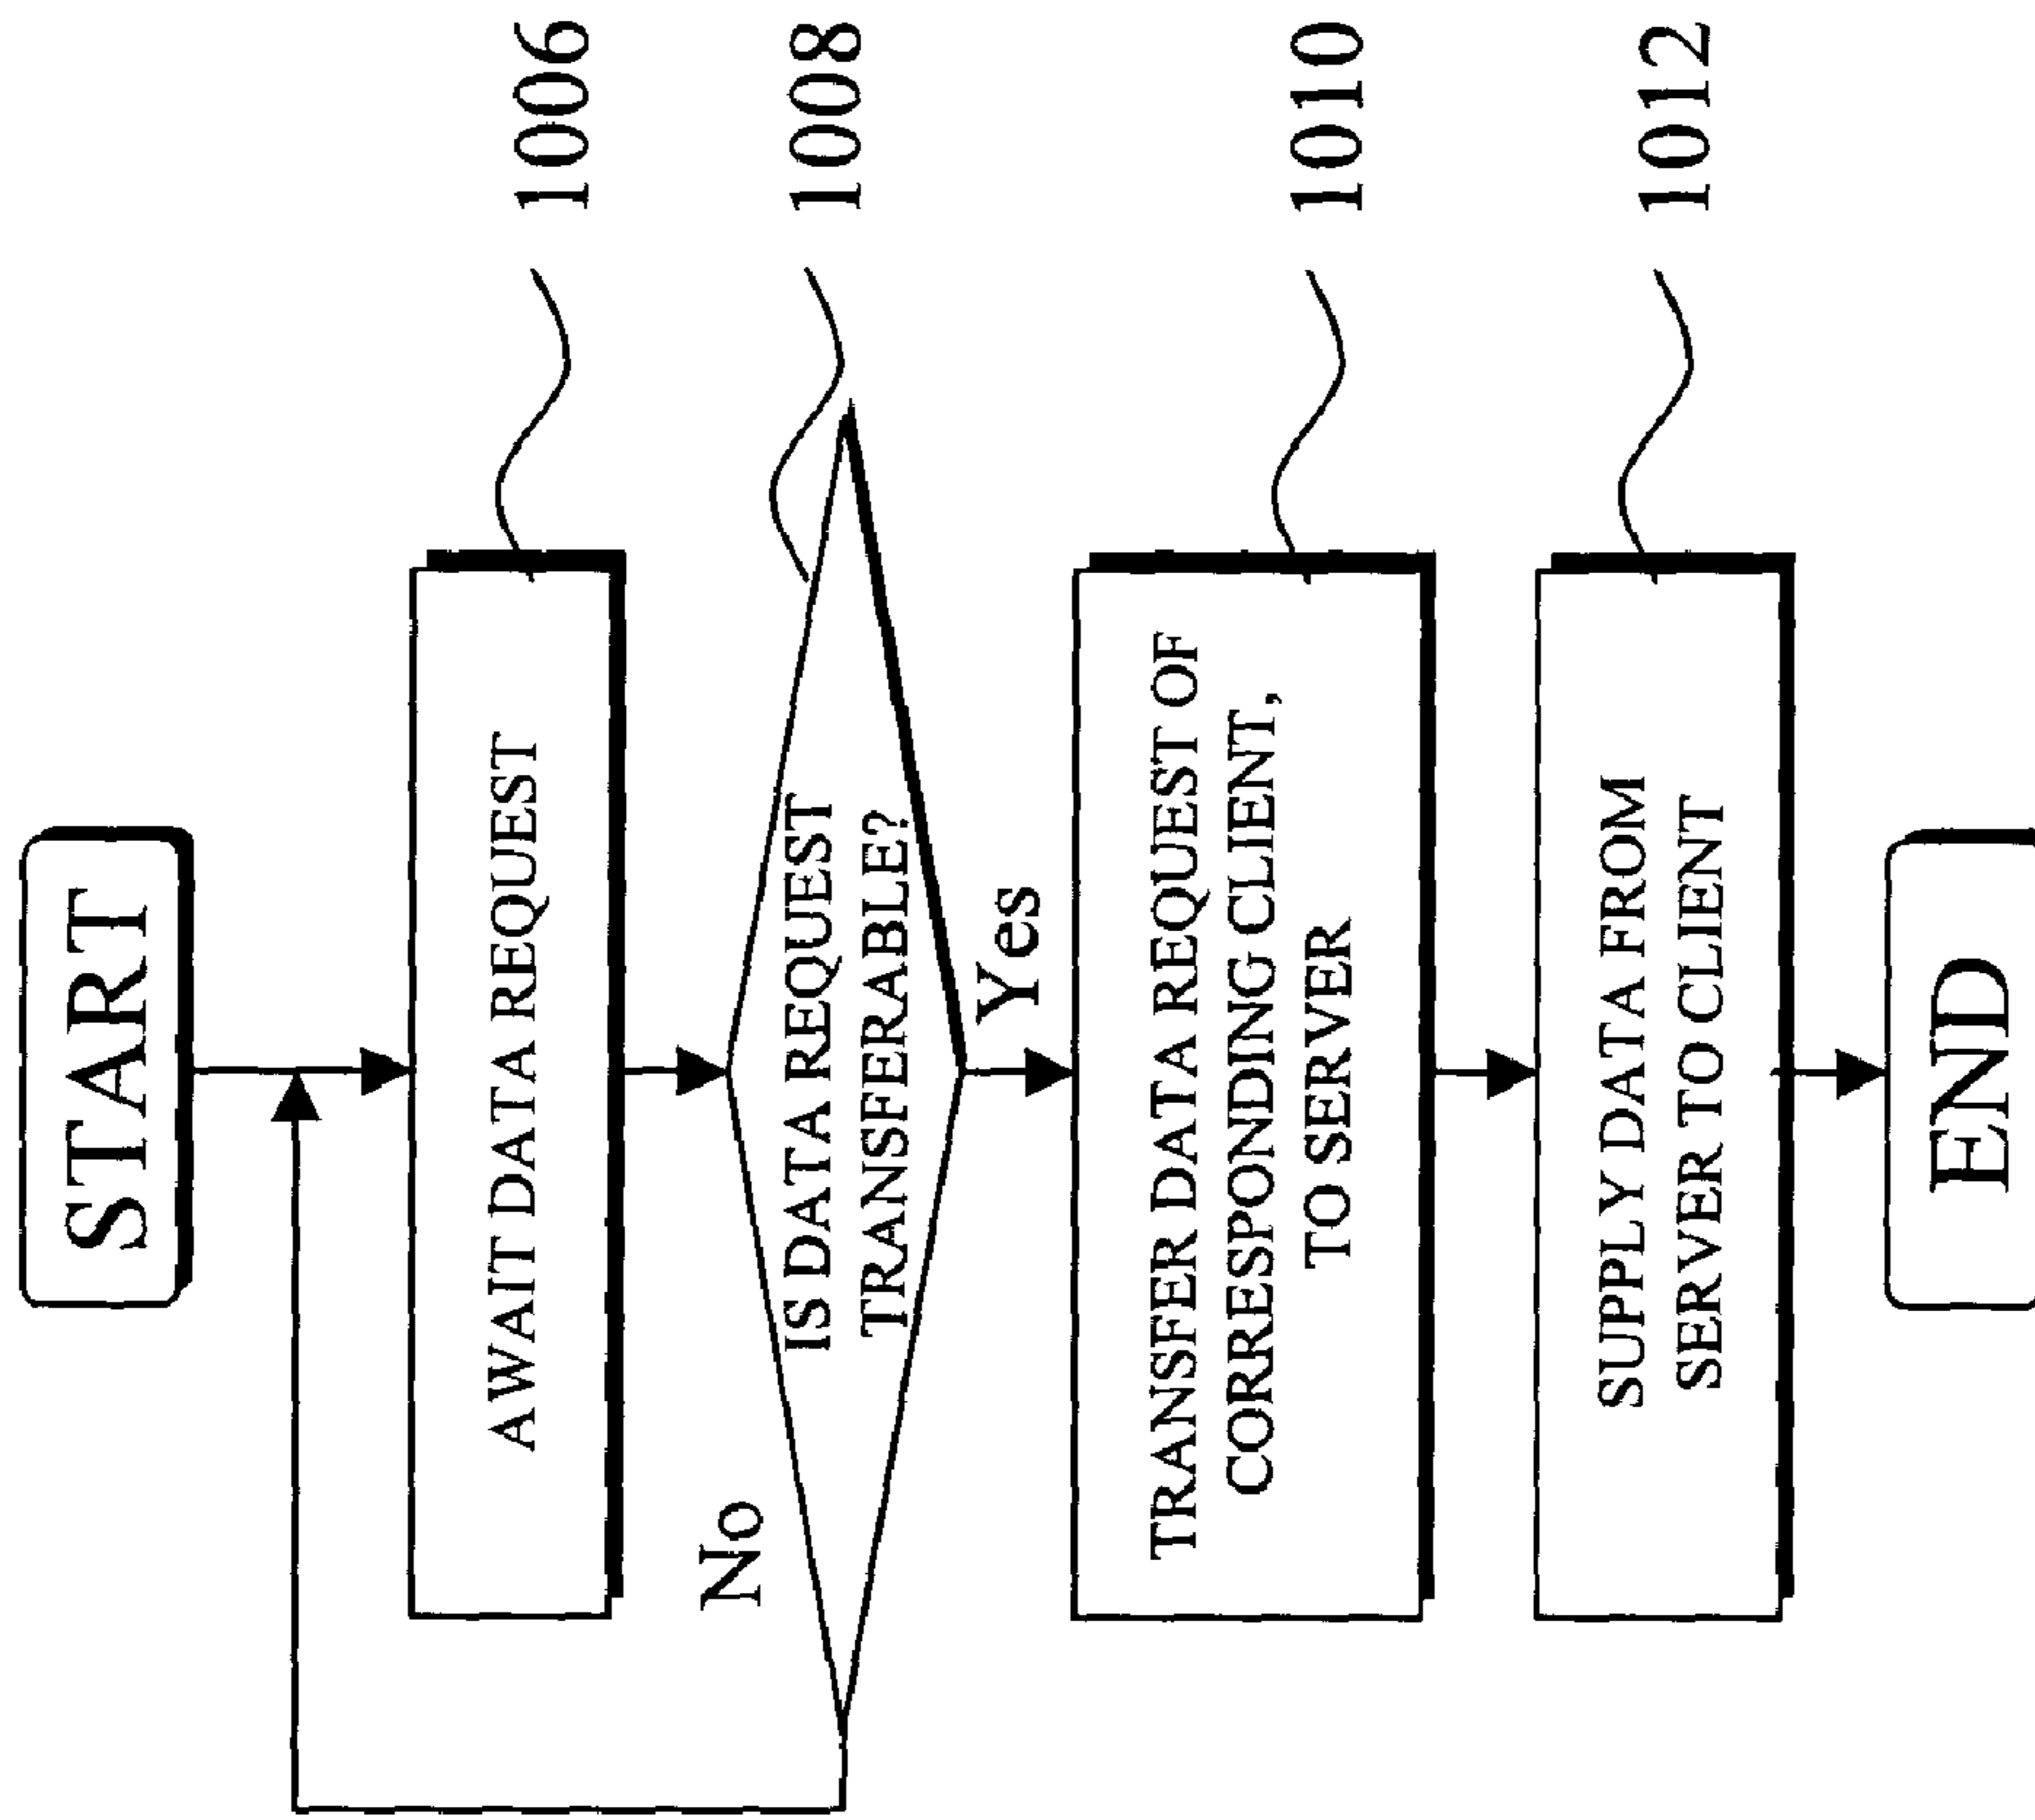 START
AWAIT DATA REQUEST
1006
IS DATA REQUEST
TRANSFERABLE?
1008
No
Yes
TRANSFER DATA REQUEST OF
CORRESPONDING CLIENT,
TO SERVER
1010
SUPPLY DATA FROM
SERVER TO CLIENT
1012
END